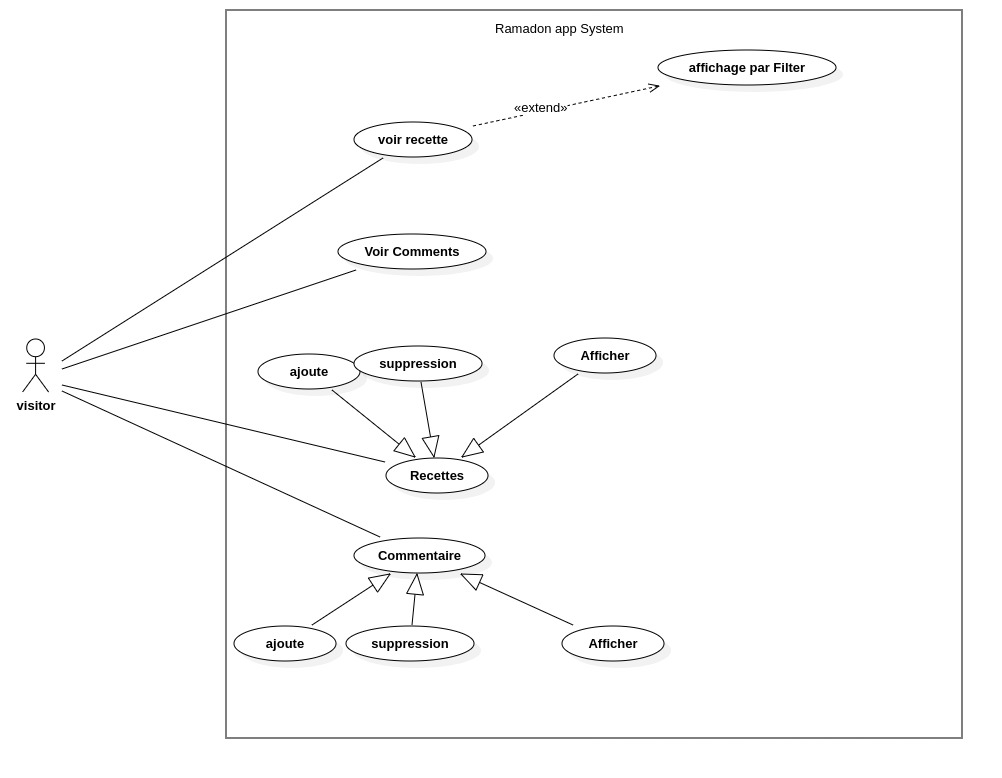 Ramadon app System
affichage par Filter
«extend»
voir recette
Voir Comments
ajoute
suppression
Afficher
visitor
Recettes
Commentaire
ajoute
suppression
Afficher